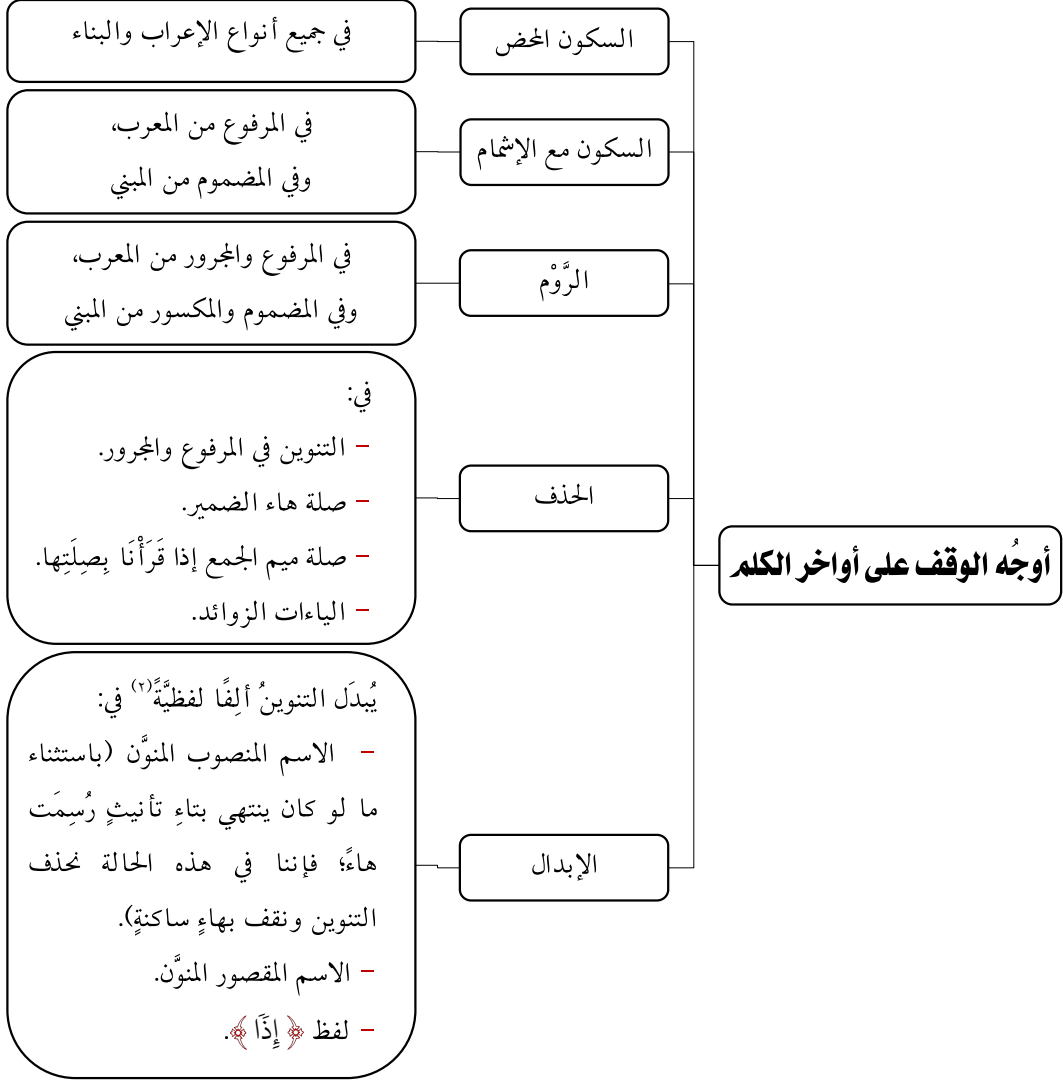 أوجُه الوقف على أواخر الكلم
السكون المحض
في جميع أنواع الإعراب والبناء
السكون مع الإشمام
في المرفوع من المعرب،
وفي المضموم من المبني
الرَّوْم
في المرفوع والمجرور من المعرب،
وفي المضموم والمكسور من المبني
الحذف
في:
– التنوين في المرفوع والمجرور.
– صلة هاء الضمير.
– صلة ميم الجمع إذا قَرَأْنَا بِصِلَتِها.
– الياءات الزوائد.
الإبدال
يُبدَل التنوينُ ألِفًا لفظيَّةً(٢) في:
– الاسم المنصوب المنوَّن (باستثناء
ما لو كان ينتهي بتاءِ تأنيثٍ رُسِمَت
هاءً؛ فإننا في هذه الحالة نحذف
التنوين ونقف بهاءٍ ساكنةٍ).
– الاسم المقصور المنوَّن.
– لفظ ﴿إِذًا﴾.